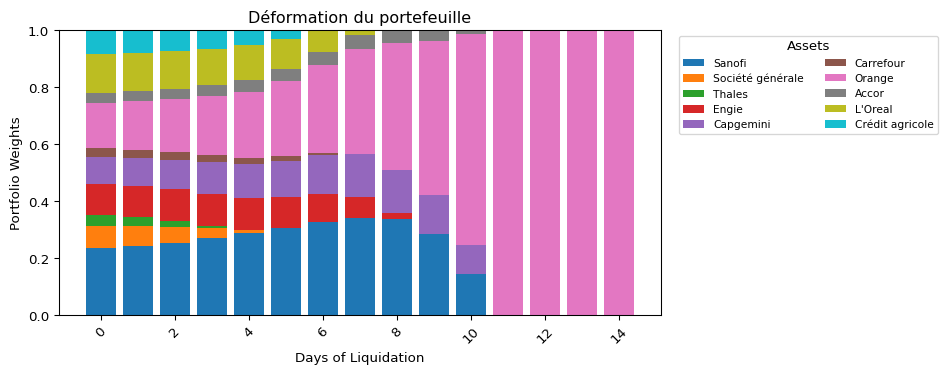 Déformation du portefeuille
Portfolio Weights
1.0
0.8
0.6
0.4
0.2
0.0
0 2 4 6 8 10 12 14
Days of Liquidation
Assets
Sanofi
Société générale
Thales
Engie
Capgemini
Carrefour
Orange
Accor
L'Oreal
Crédit agricole